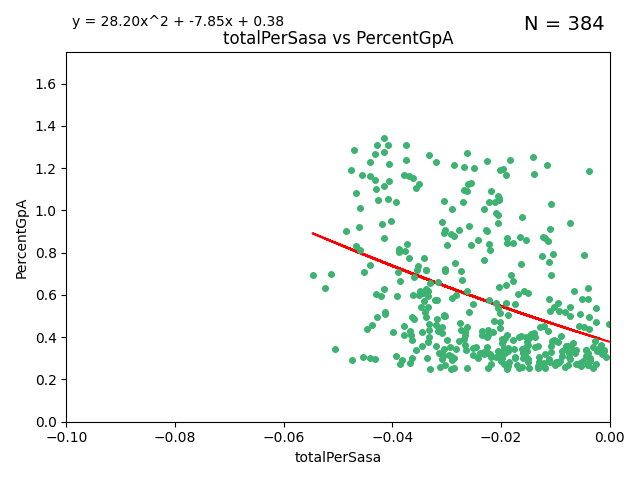 y = 28.20x^2 + -7.85x + 0.38
N = 384
totalPerSasa vs PercentGpA
PercentGpA
1.6
1.4
1.2
1.0
0.8
0.6
0.4
0.2
0.0
−0.10 −0.08 −0.06 −0.04 −0.02 0.00
totalPerSasa